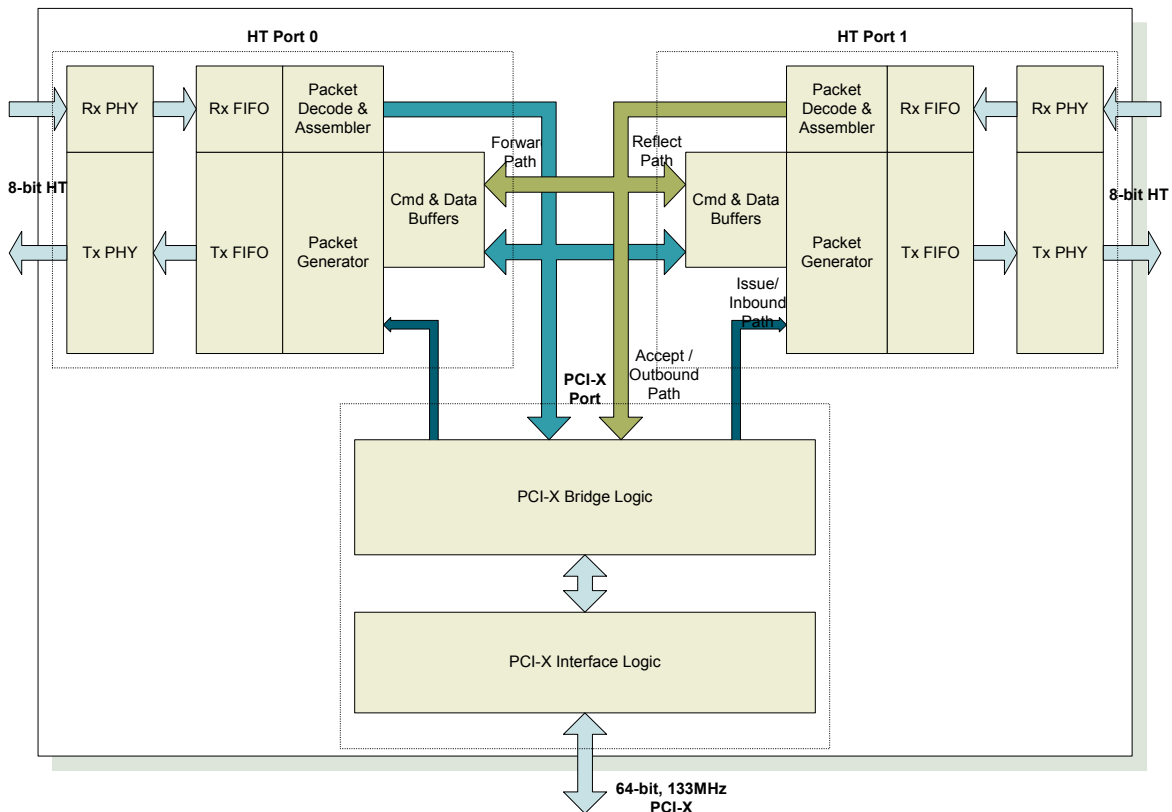 HT Port 0
HT Port 1
Rx PHY
Rx FIFO
Packet
Decode &
Assembler
Packet
Decode &
Assembler
Rx FIFO
Rx PHY
Forwar
Path
Reflect
Path
8-bit HT
8-bit HT
Cmd & Data
Buffers
Cmd & Data
Buffers
Tx PHY
Tx FIFO
Packet
Generator
Packet
Generator
Tx FIFO
Tx PHY
Issue/
Inbound
Path
Accept /
Outbound
Path
PCI-X
Port
PCI-X Bridge Logic
PCI-X Interface Logic
64-bit, 133MHz
PCI-X